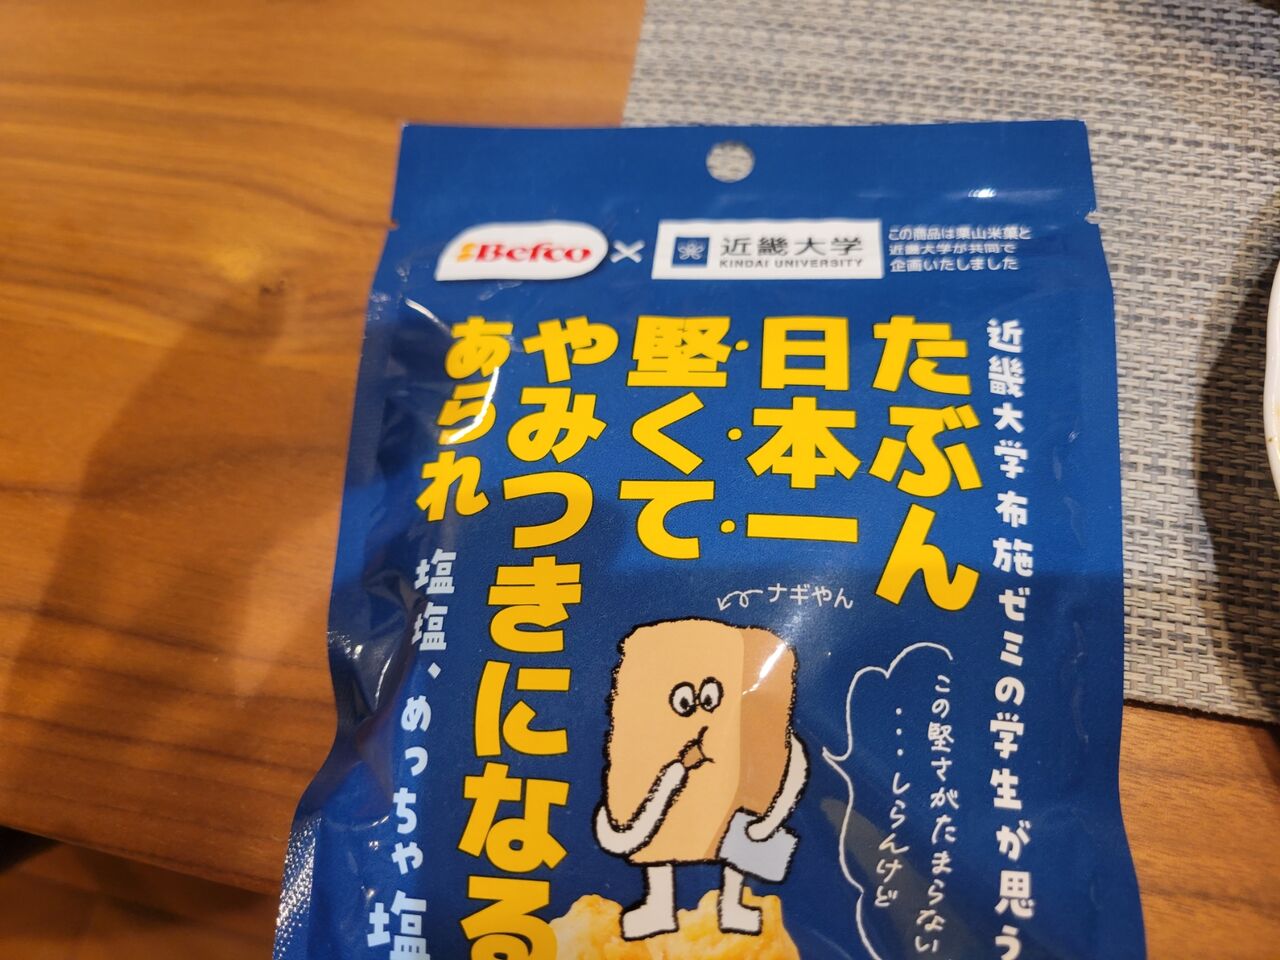 Befco
×
近畿大学
KINDAI UNIVERSITY
この商品は栗山米菓と
近畿大学が共同で
企画いたしました
近畿大学布施ゼミの学生が思う
たぶん
日本一
堅くて
やみつきになる
あられ
塩塩、めっちゃ塩
ナギやん
この堅さがたまらない
・・・しらんけど